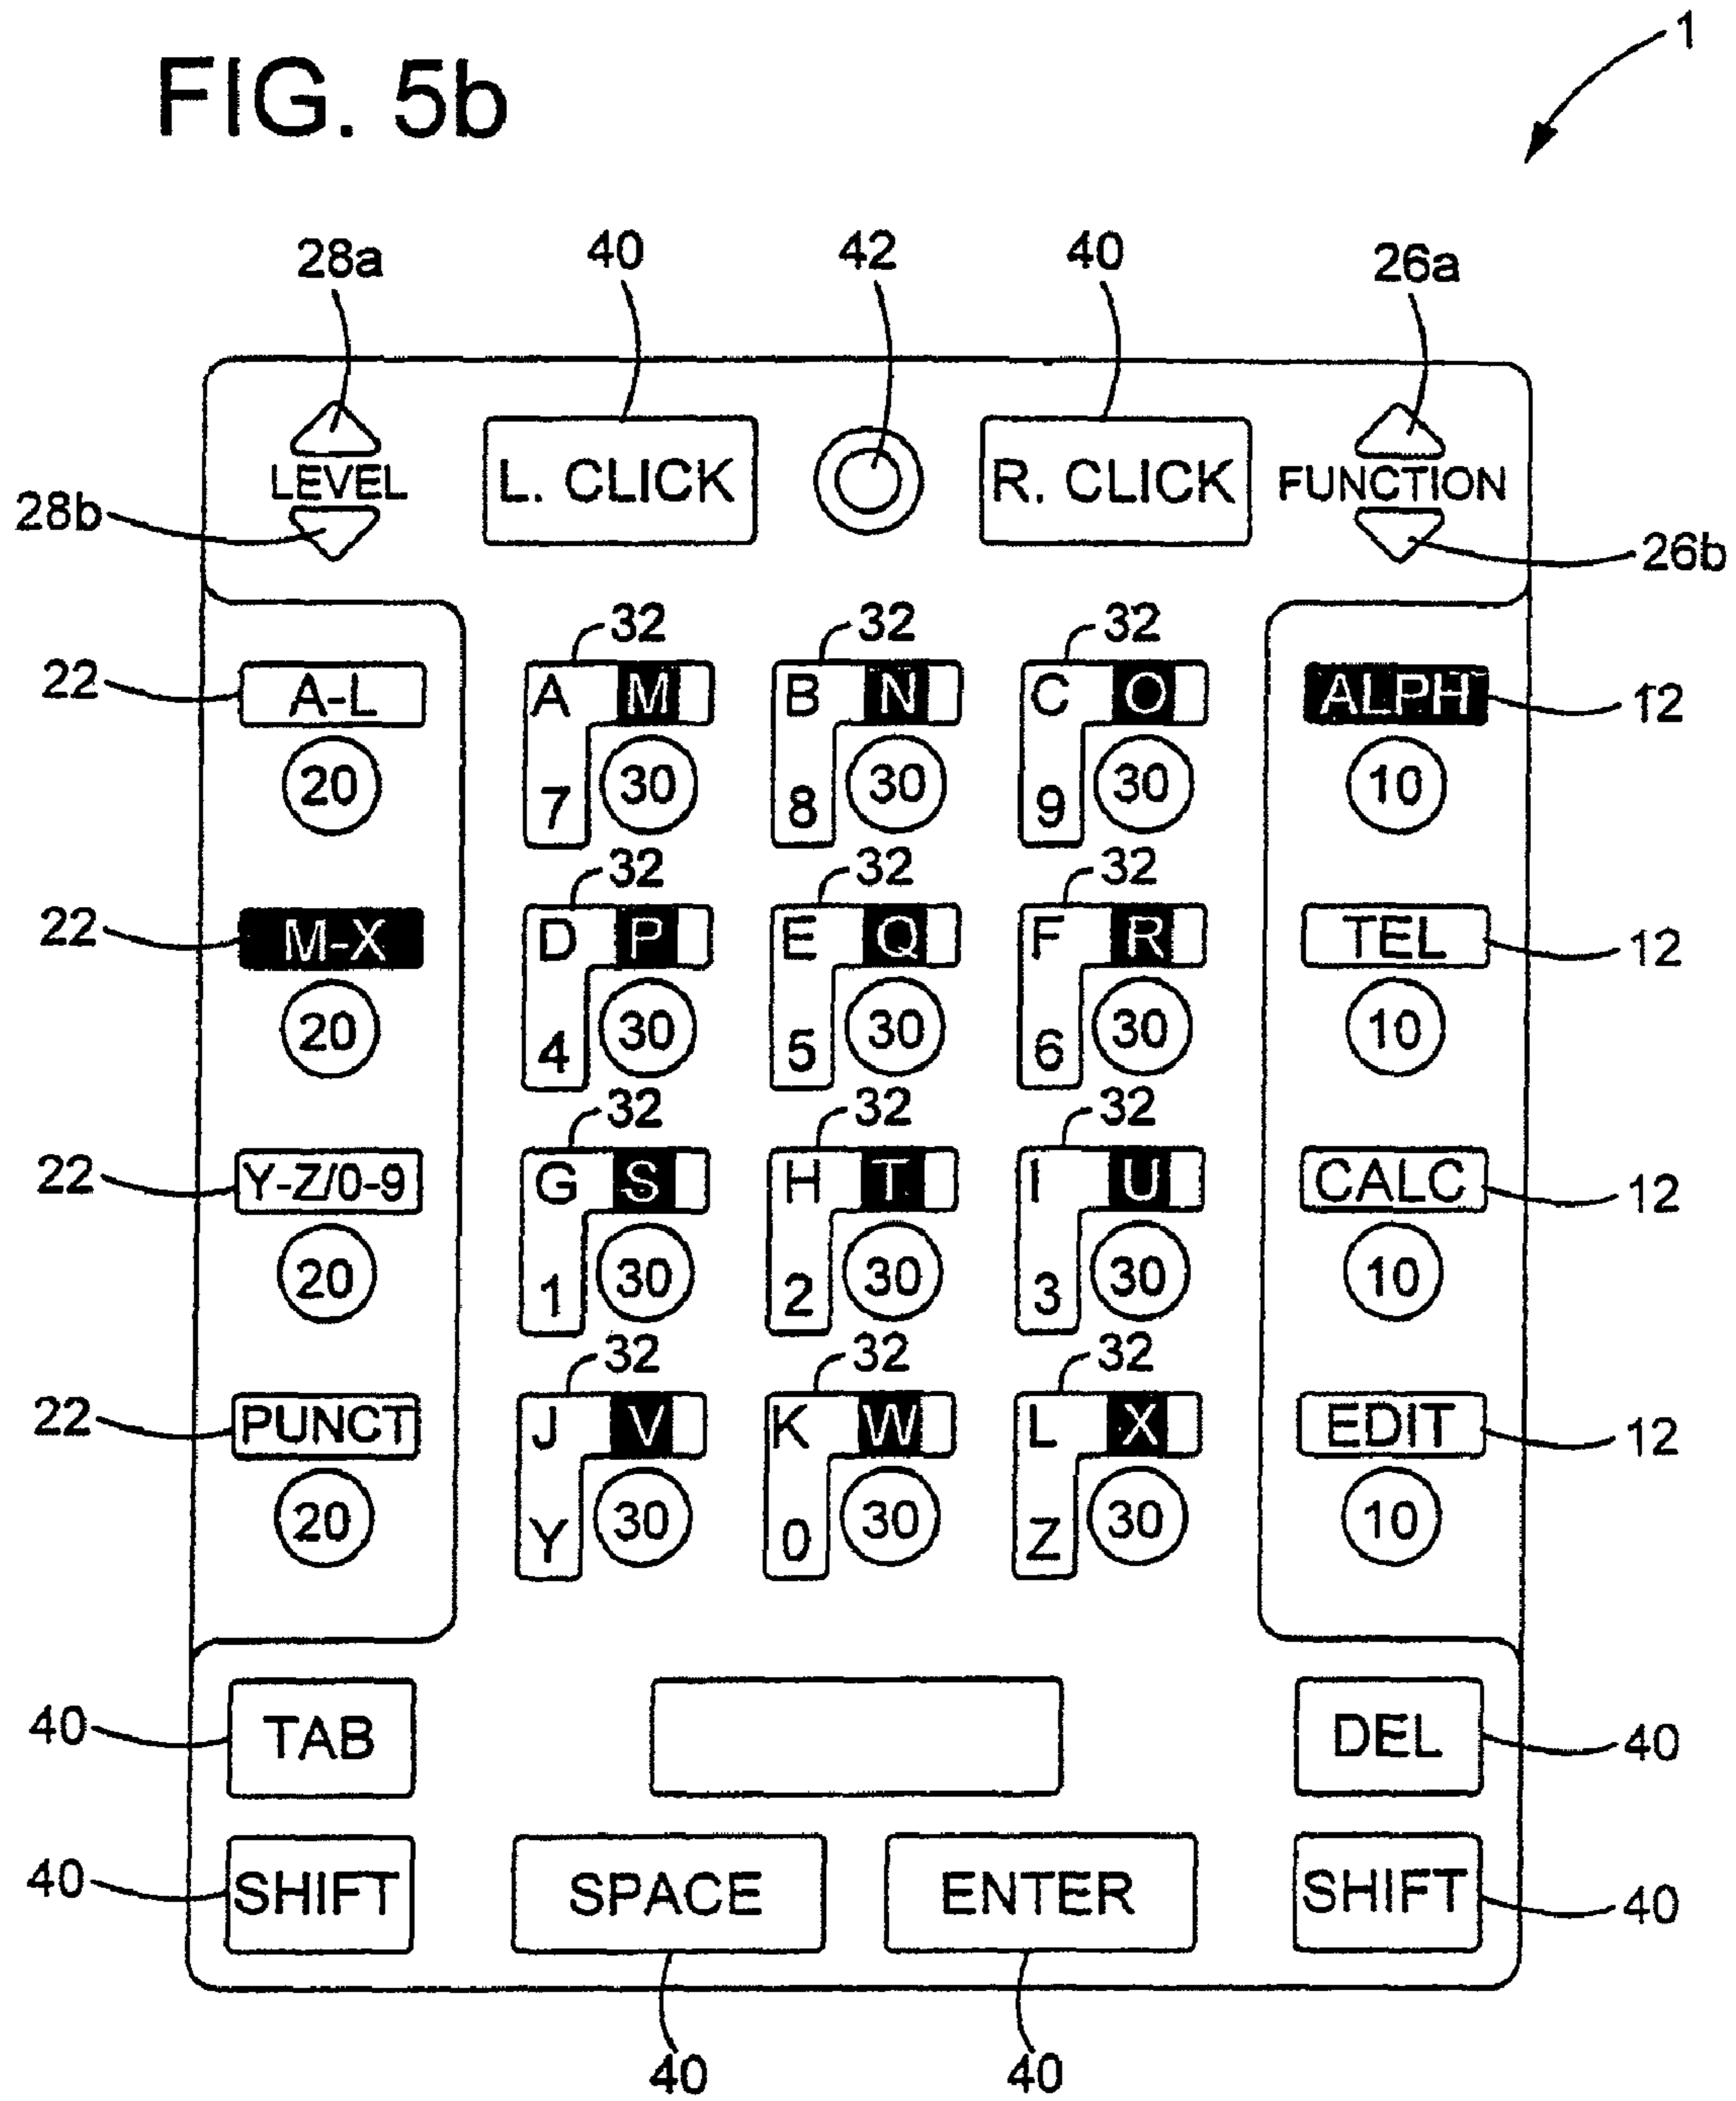 FIG. 5b
1
28a 40 42 40 26a
LEVEL L. CLICK R. CLICK FUNCTION
28b 26b
32 32 32
22 A-L A M B N C O ALPH 12
20 7 30 8 30 9 30 10
32 32 32
22 M-X D P E Q F R TEL 12
20 4 30 5 30 6 30 10
32 32 32
22 Y-Z/0-9 G S H T I U CALC 12
20 1 30 2 30 3 30 10
32 32 32
22 PUNCT J V K W L X EDIT 12
20 Y 30 0 30 Z 30 10
40 TAB DEL 40
40 SHIFT SPACE ENTER SHIFT 40
40 40